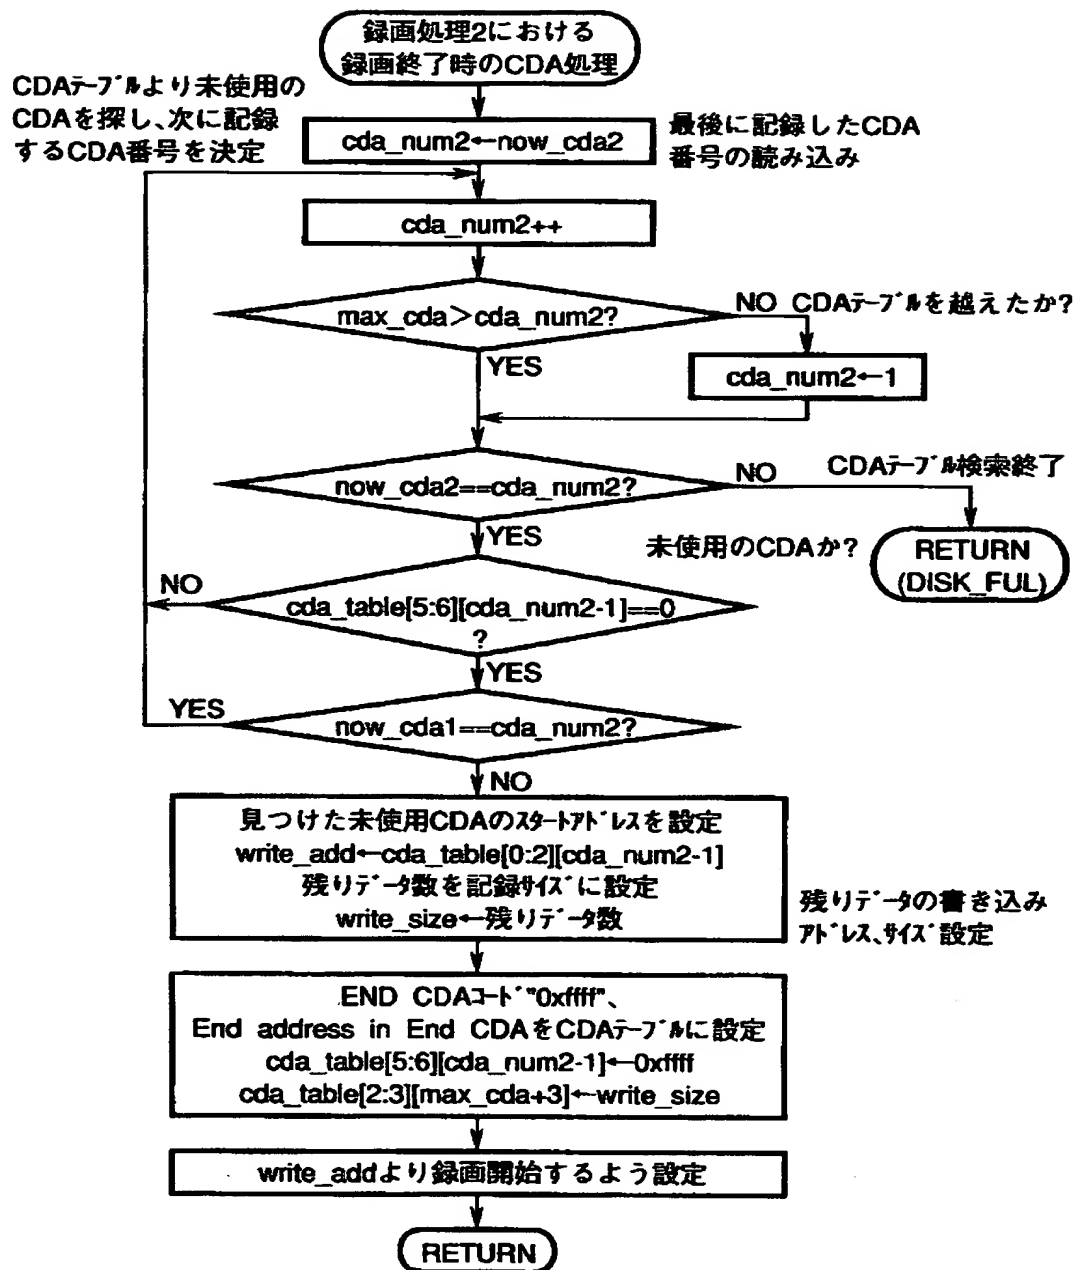 録画処理2における
録画終了時のCDA処理
CDAテーブルより未使用の
CDAを探し、次に記録
するCDA番号を決定
cda_num2←now_cda2
最後に記録したCDA
番号の読み込み
cda_num2++
max_cda>cda_num2?
NO CDAテーブルを越えたか?
YES
cda_num2←1
now_cda2==cda_num2?
NO
CDAテーブル検索終了
YES
未使用のCDAか?
RETURN
(DISK_FUL)
NO
cda_table[5:6][cda_num2-1]==0
?
YES
YES
now_cda1==cda_num2?
NO
見つけた未使用CDAのスタートアドレスを設定
write_add←cda_table[0:2][cda_num2-1]
残りデータ数を記録サイズに設定
write_size←残りデータ数
残りデータの書き込み
アドレス、サイズ設定
END CDAコード"0xffff"、
End address in End CDAをCDAテーブルに設定
cda_table[5:6][cda_num2-1]←0xffff
cda_table[2:3][max_cda+3]←write_size
write_addより録画開始するよう設定
RETURN